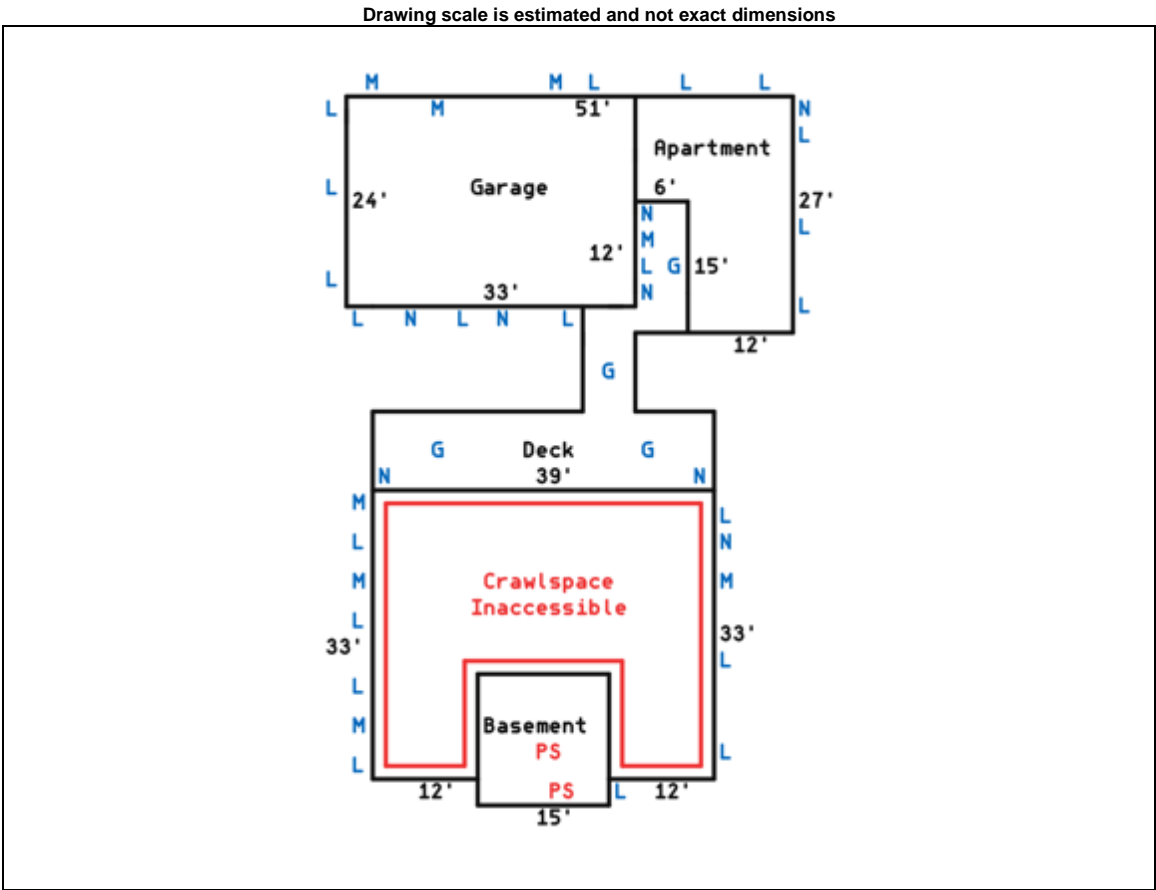 Drawing scale is estimated and not exact dimensions
M M L L L
L M 51' N
L
Apartment
L Garage 6' 24' 27'
N
M L
12' L G 15'
L 33' N L
L N L N L
12'
G
G Deck G
N 39' N
M
L
L N
Crawlspace
M M
Inaccessible
L
33' 33'
L
L
Basement
M
PS L
L
12' PS L 12'
15'